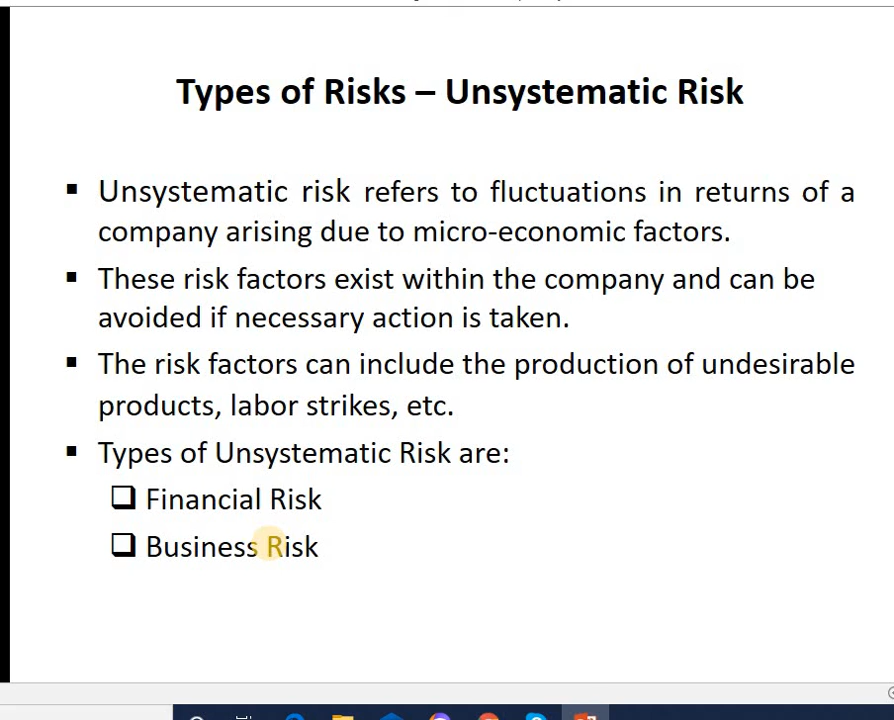 Types of Risks – Unsystematic Risk
▪ Unsystematic risk refers to fluctuations in returns of a
company arising due to micro-economic factors.
▪ These risk factors exist within the company and can be
avoided if necessary action is taken.
▪ The risk factors can include the production of undesirable
products, labor strikes, etc.
▪ Types of Unsystematic Risk are:
❑ Financial Risk
❑ Business Risk